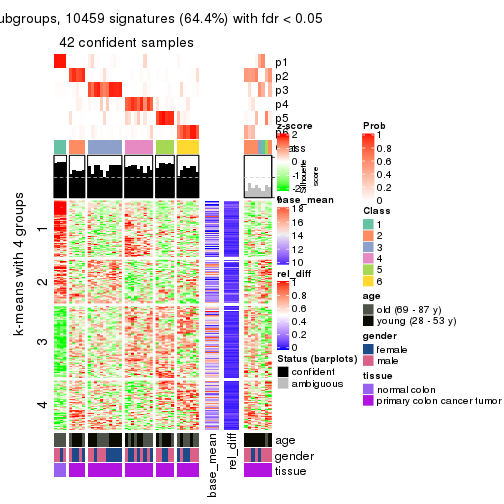 ubgroups, 10459 signatures (64.4%) with fdr < 0.05
42 confident samples
p1
p2
p3
p4
p5
z-score
2
-2
Silhouette
score
base_mean
18
16
14
12
10
rel_diff
1
0.8
0.6
0.4
0.2
Status (barplots)
confident
ambiguous
Prob
1
0.8
0.6
0.4
0.2
0
Class
1
2
3
4
5
6
age
old (69 - 87 y)
young (28 - 53 y)
gender
female
male
tissue
normal colon
primary colon cancer tumor
k-means with 4 groups
1
2
3
4
age
gender
tissue
base_mean
rel_diff